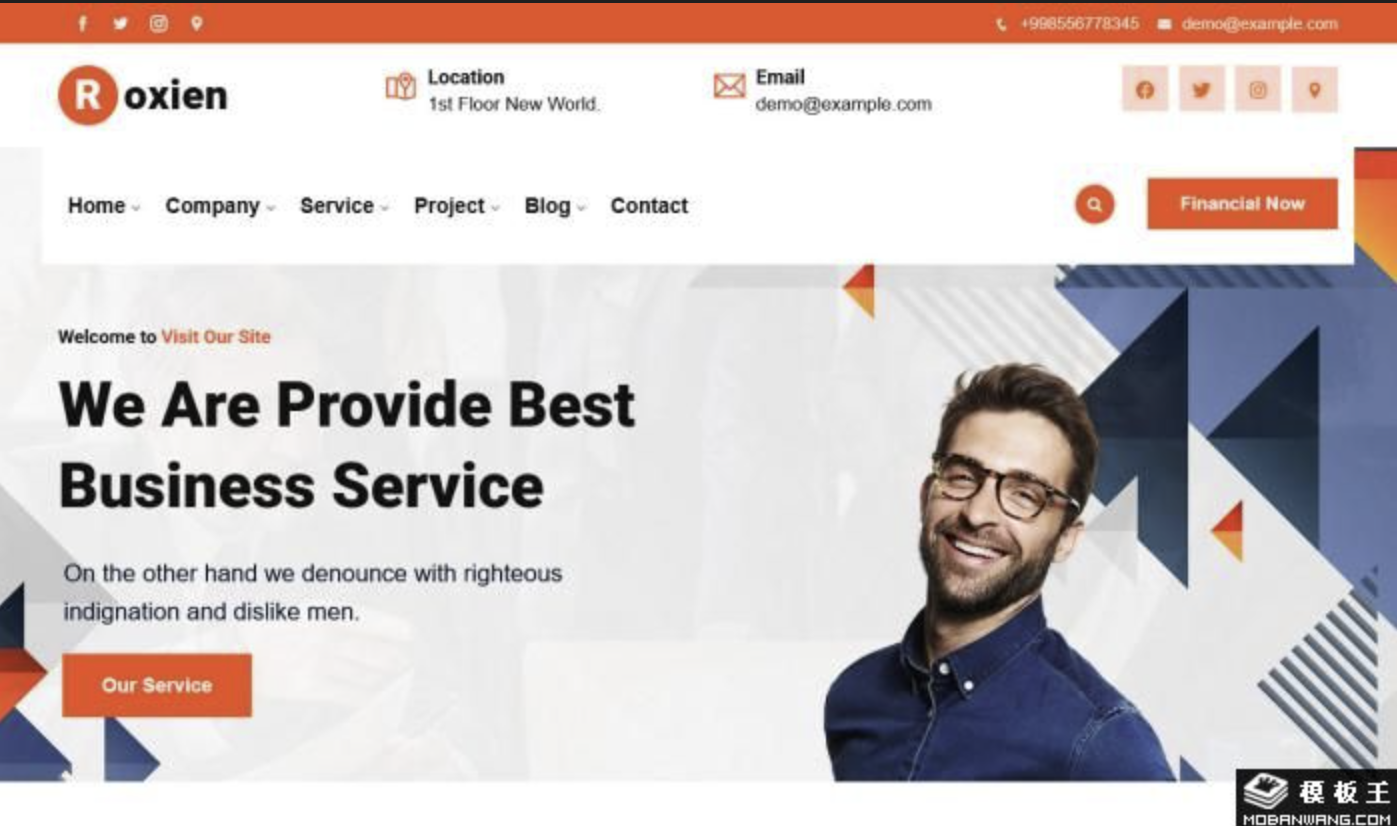 +998556778345 demo@example.com
Roxien
Location
1st Floor New World.
Email
demo@example.com
Home Company Service Project Blog Contact
Financial Now
Welcome to Visit Our Site
We Are Provide Best
Business Service
On the other hand we denounce with righteous
indignation and dislike men.
Our Service
模板王
MOBANWANG.COM